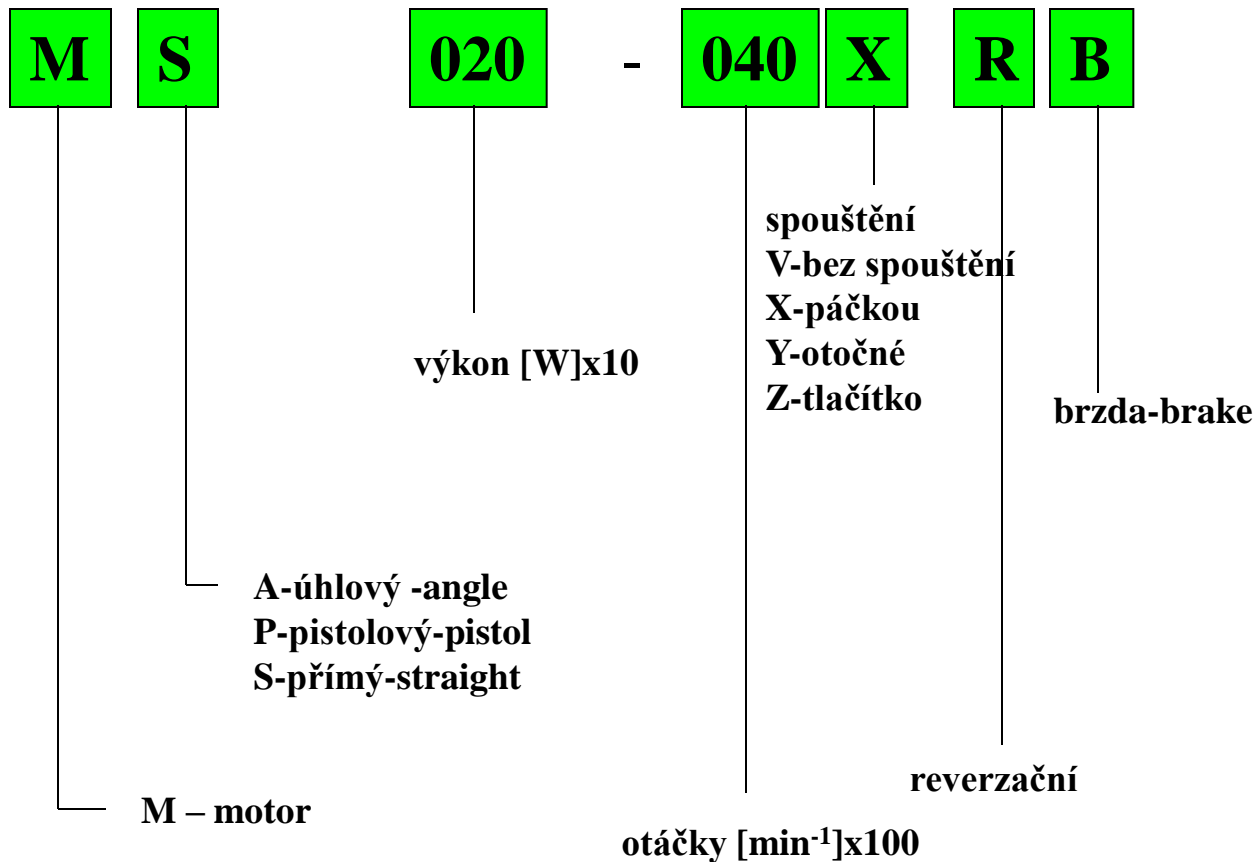 M S 020 - 040 X R B
spouštění
V-bez spouštění
X-páčkou
Y-otočné
Z-tlačítko
výkon [W]x10
brzda-brake
A-úhlový -angle
P-pistolový-pistol
S-přímý-straight
reverzační
M – motor
otáčky [min⁻¹]x100